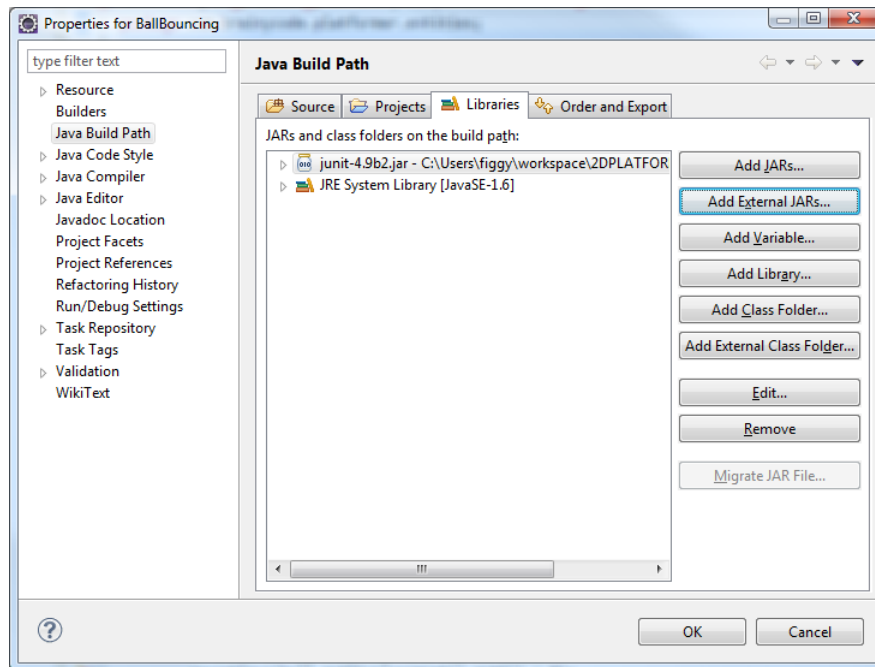 Properties for BallBouncing
type filter text
Resource
Builders
Java Build Path
Java Code Style
Java Compiler
Java Editor
Javadoc Location
Project Facets
Project References
Refactoring History
Run/Debug Settings
Task Repository
Task Tags
Validation
WikiText
Java Build Path
Source Projects Libraries Order and Export
JARs and class folders on the build path:
junit-4.9b2.jar - C:\Users\figgy\workspace\2DPLATFOR
JRE System Library [JavaSE-1.6]
Add JARs...
Add External JARs...
Add Variable...
Add Library...
Add Class Folder...
Add External Class Folder...
Edit...
Remove
Migrate JAR File...
OK Cancel